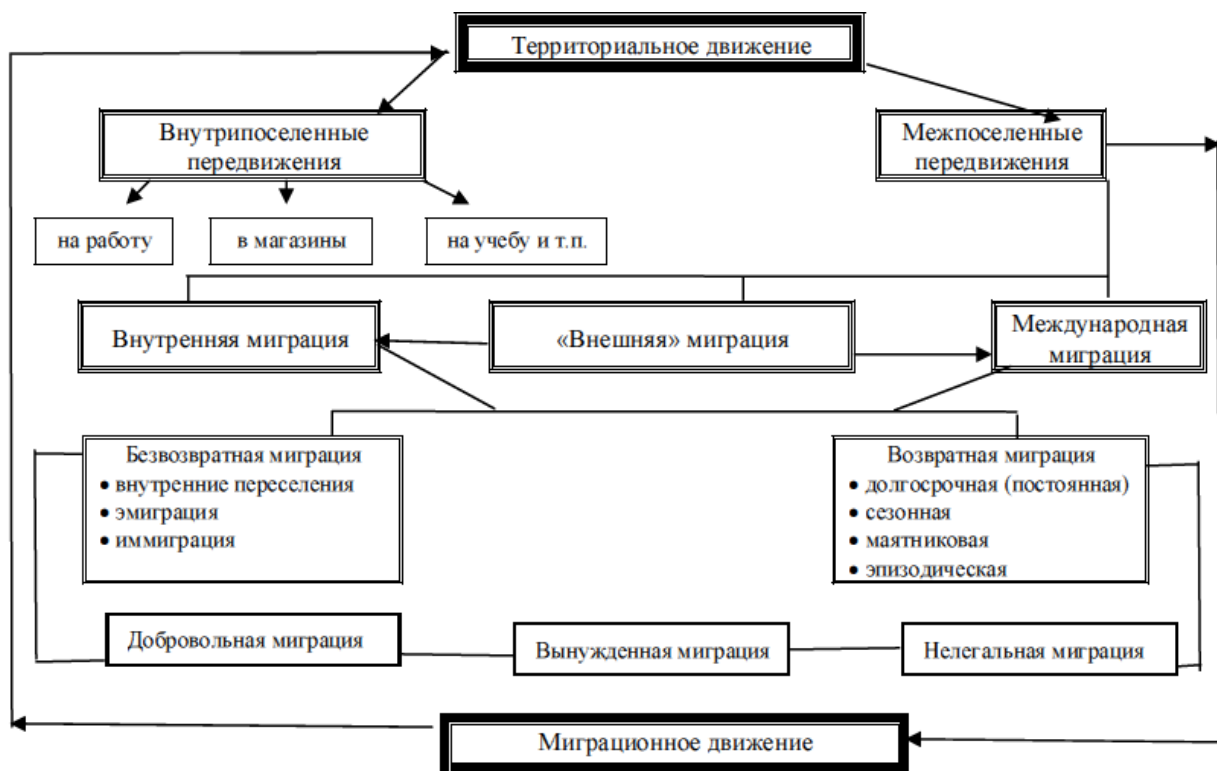 Территориальное движение
Внутрипоселенные
передвижения
Межпоселенные
передвижения
на работу
в магазины
на учебу и т.п.
Внутренняя миграция
«Внешняя» миграция
Международная
миграция
Безвозвратная миграция
• внутренние переселения
• эмиграция
• иммиграция
Возвратная миграция
• долгосрочная (постоянная)
• сезонная
• маятниковая
• эпизодическая
Добровольная миграция
Вынужденная миграция
Нелегальная миграция
Миграционное движение